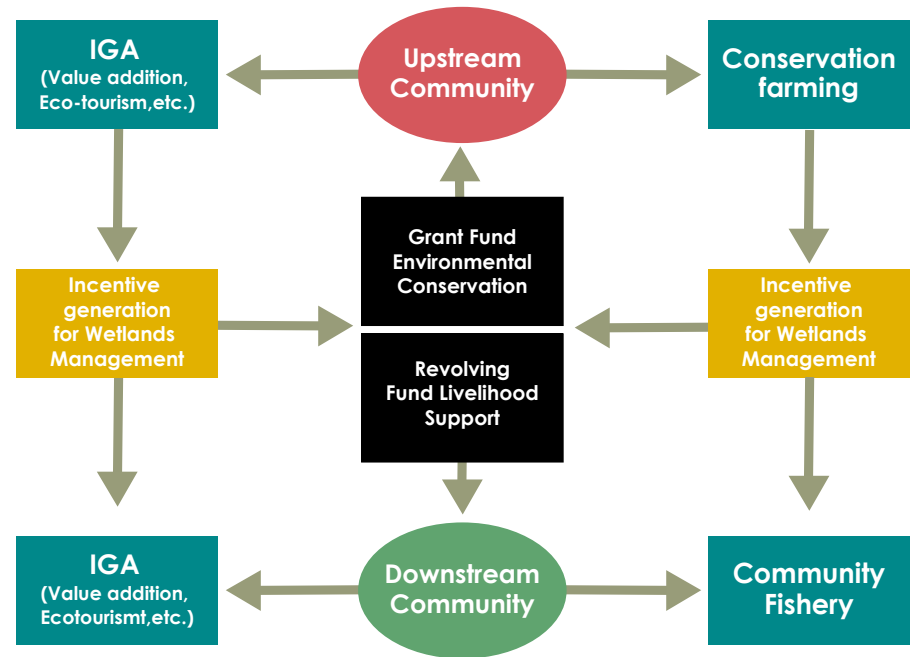 IGA
(Value addition,
Eco-tourism,etc.)
Upstream
Community
Conservation
farming
Grant Fund
Environmental
Conservation
Incentive
generation
for Wetlands
Management
Incentive
generation
for Wetlands
Management
Revolving
Fund Livelihood
Support
IGA
(Value addition,
Ecotourismt,etc.)
Downstream
Community
Community
Fishery